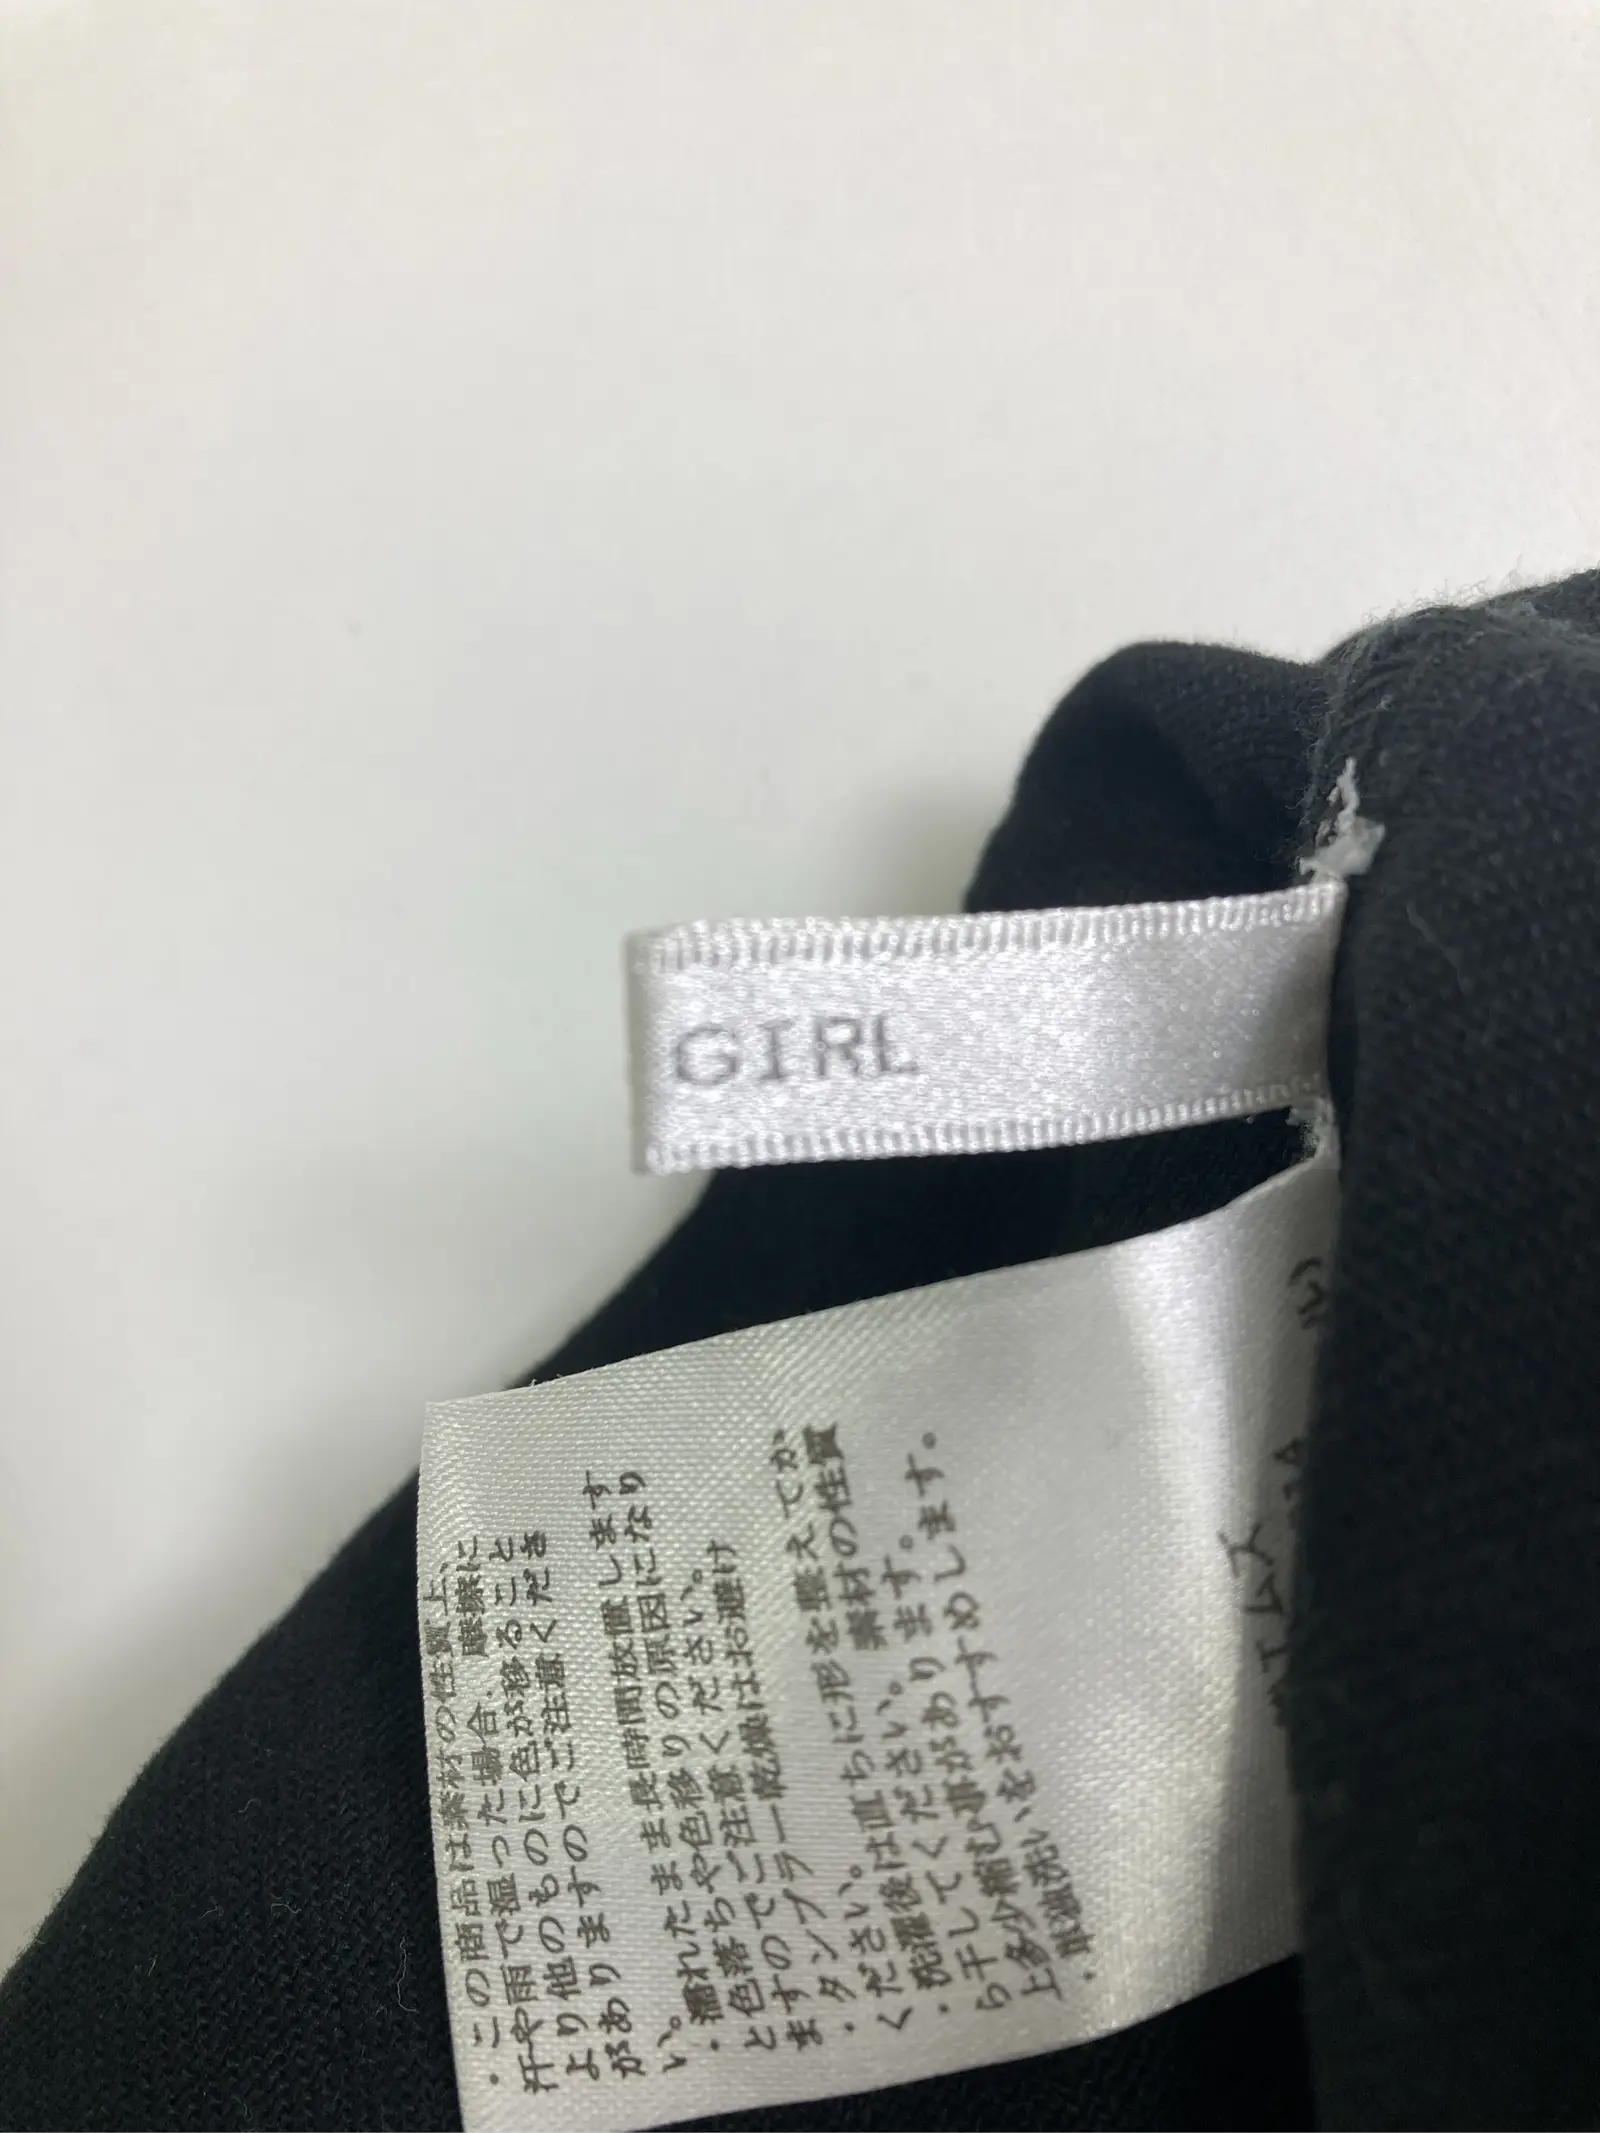 GIRL
・この商品は素材の性質上、
汗や雨で湿った場合、摩擦に
より他のものに色が移ること
がありますのでご注意くださ
い。
・濡れたまま長時間放置します
と色落ちや色移りの原因になり
ますのでご注意ください。
・タンブラー乾燥はお避け
ください。
・洗濯後は直ちに形を整えてか
ら干してください。素材の性質
上多少縮む事があります。
・単独洗いをおすすめします。